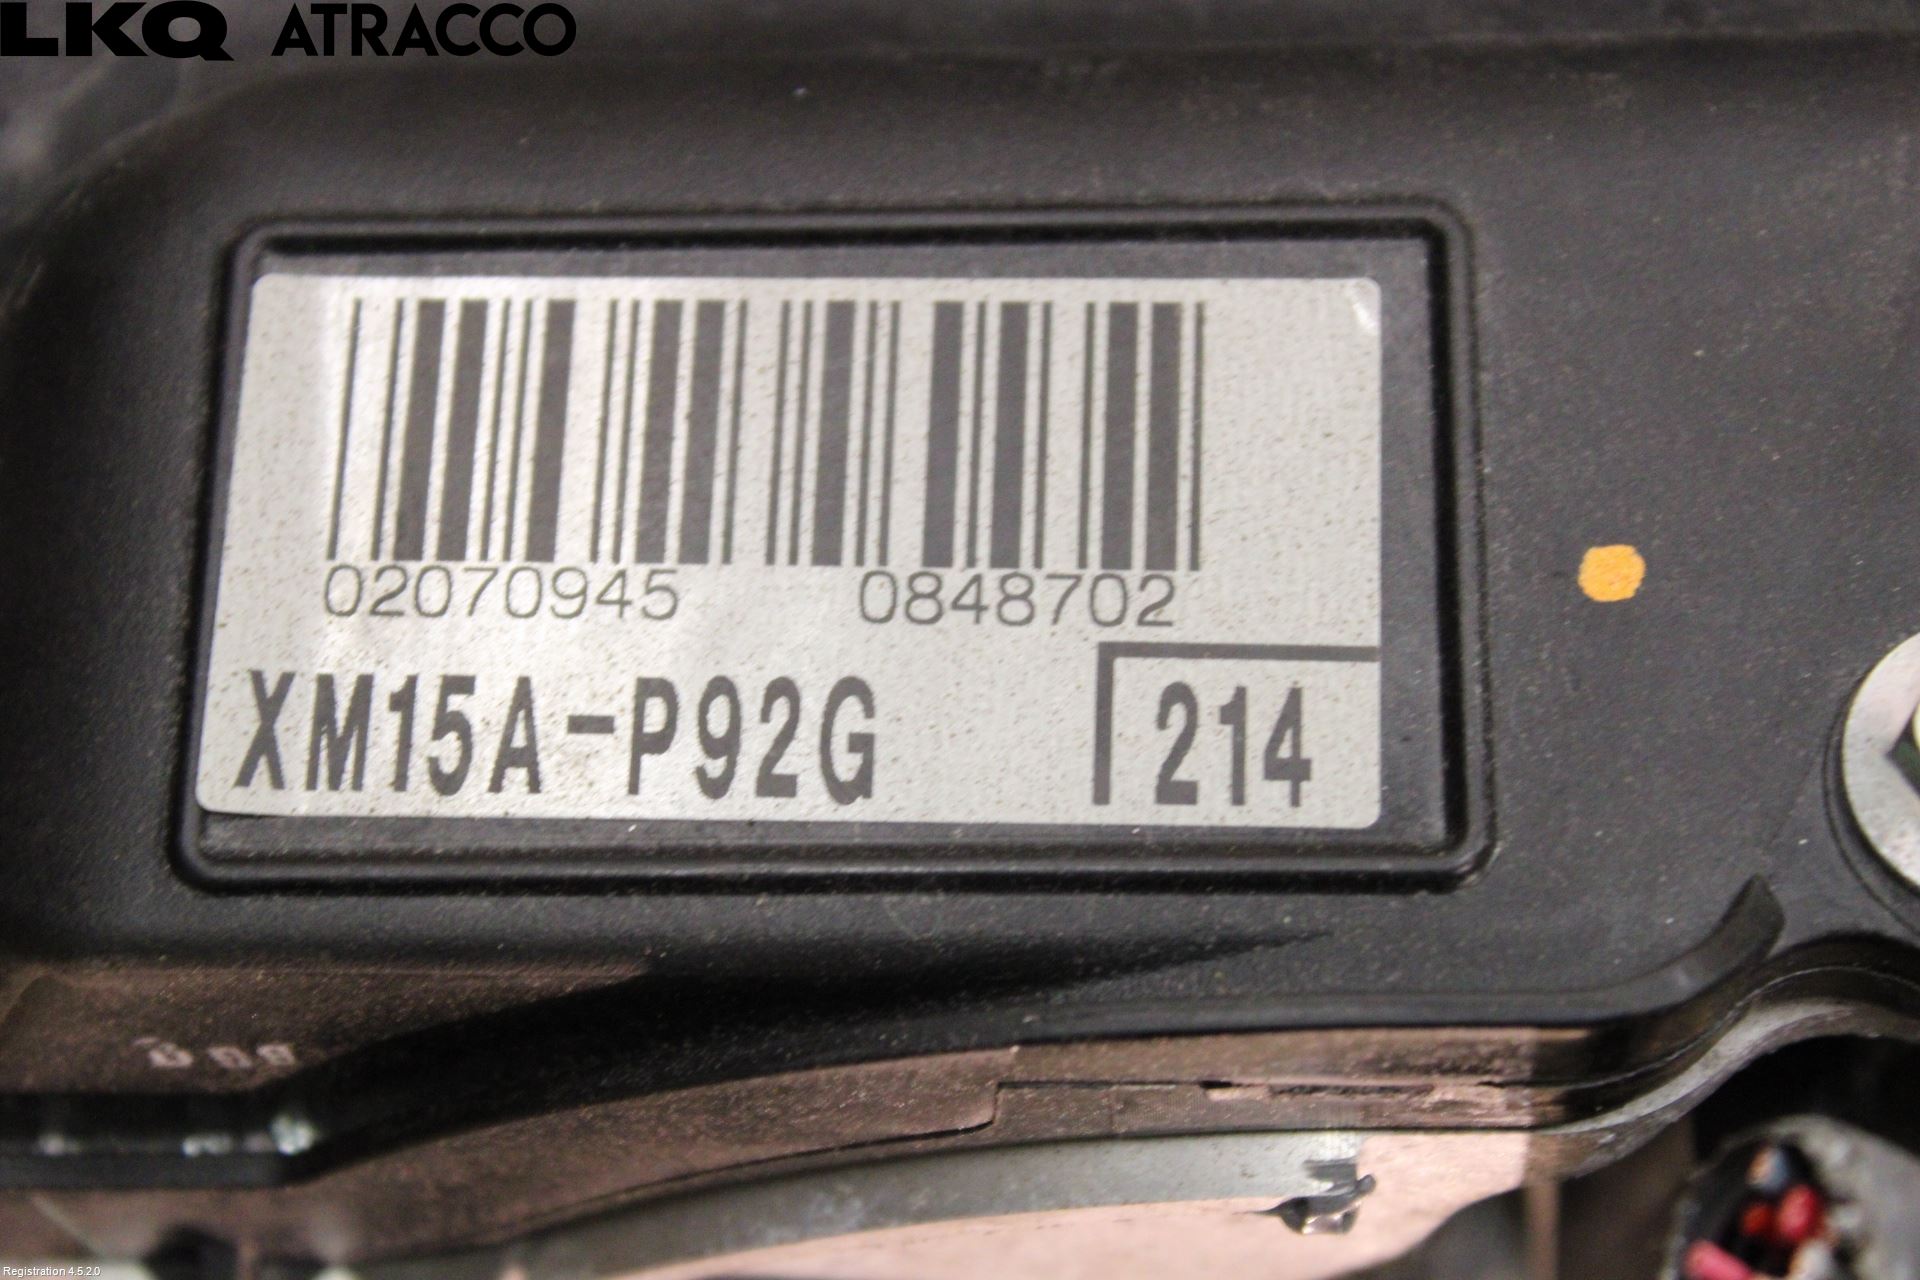 LKQ ATRACCO
02070945 0848702
XM15A-P92G 214
Registration 4.5.2.0